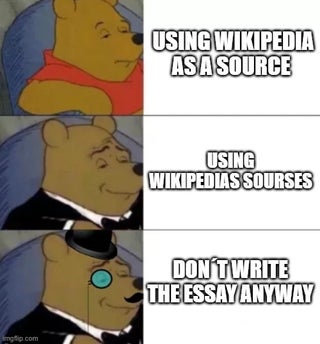 USING WIKIPEDIA
AS A SOURCE
USING
WIKIPEDIAS SOURSES
DON´T WRITE
THE ESSAY ANYWAY
imgflip.com